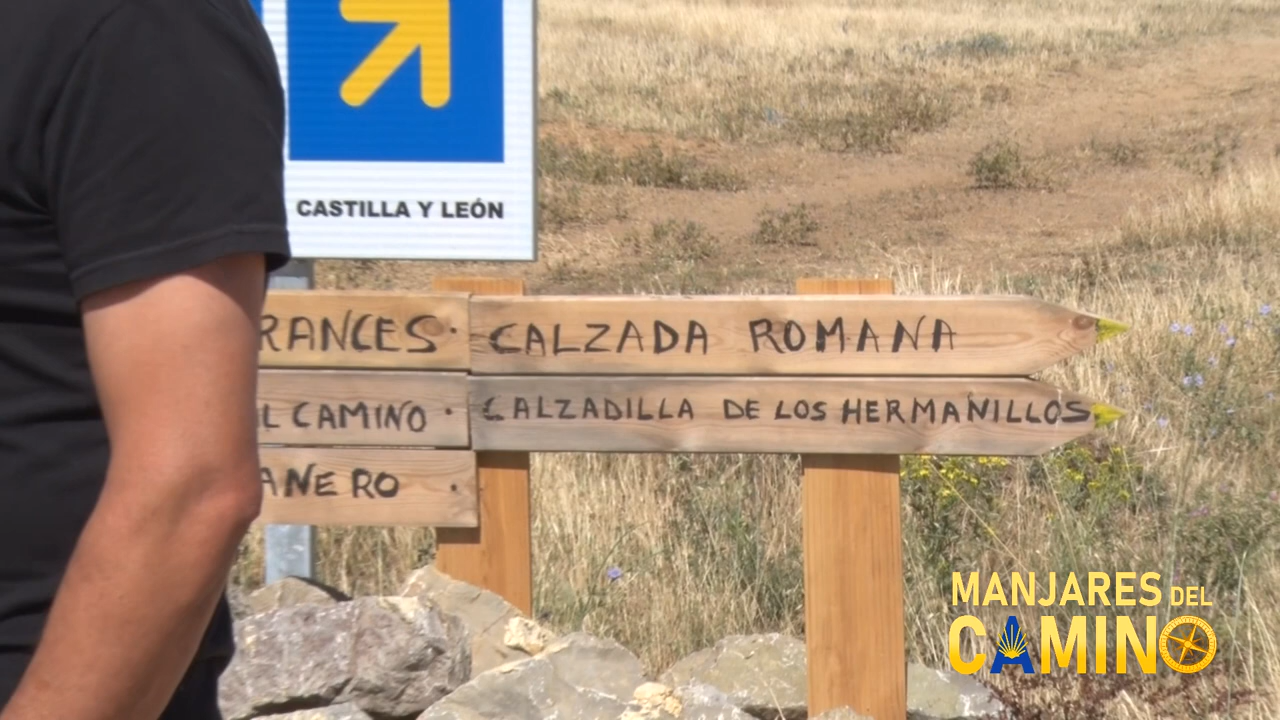 CASTILLA Y LEÓN
RANCES· CALZADA ROMANA
L CAMINO · CALZADILLA DE LOS HERMANILLOS
ANERO ·
MANJARES DEL
CAMINO